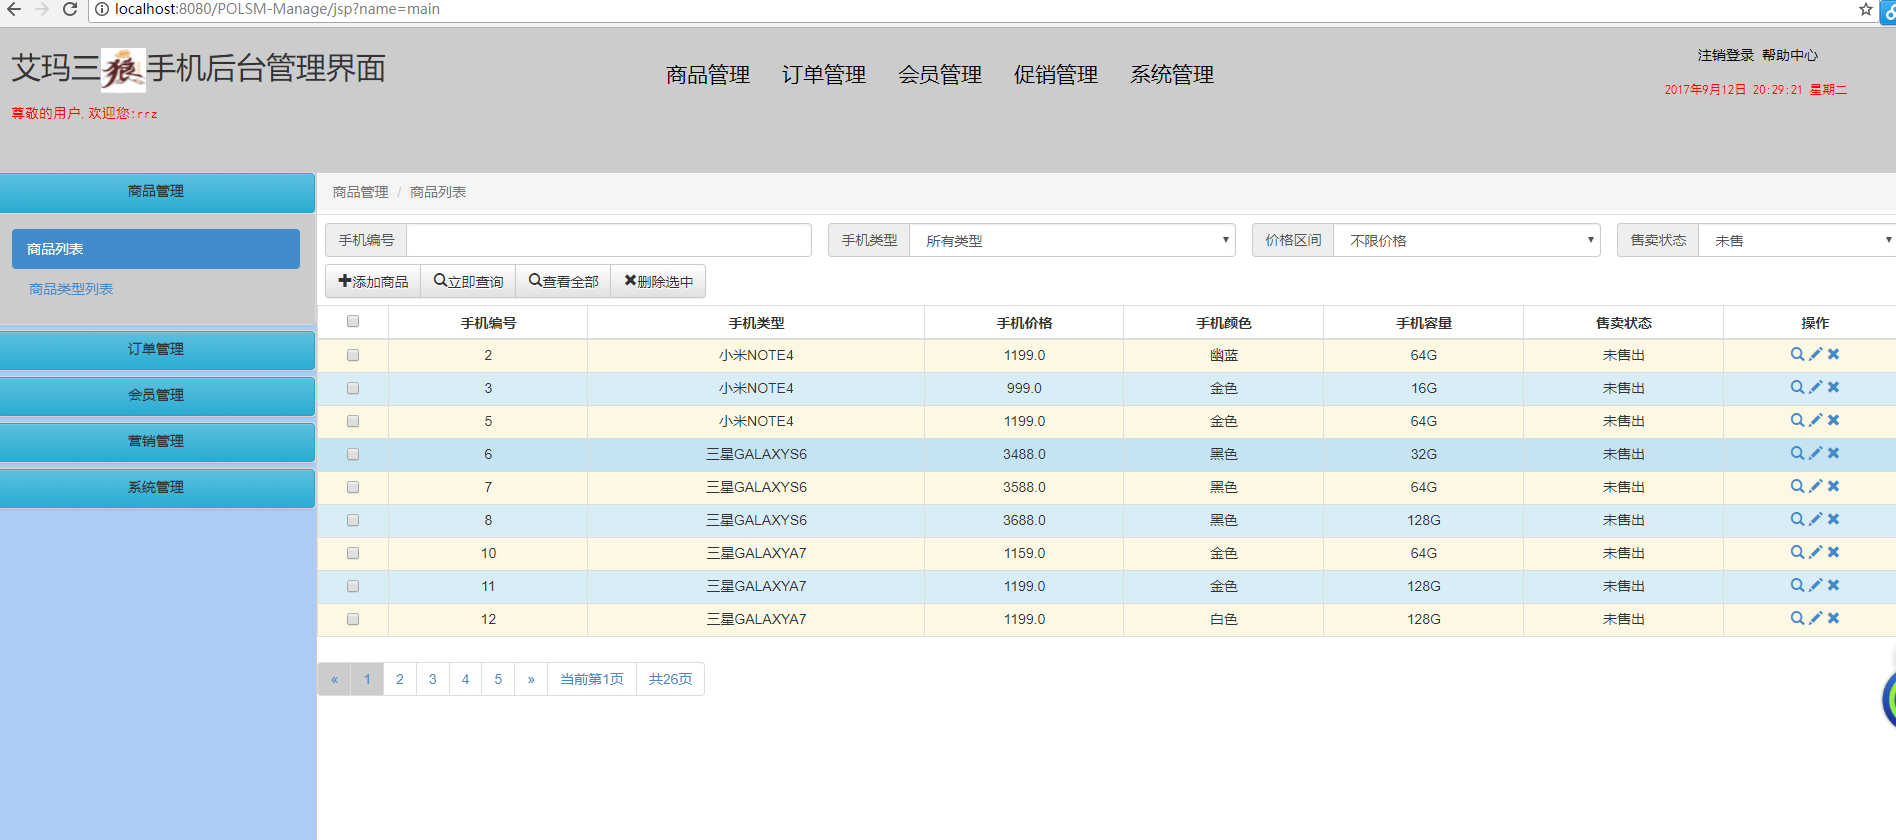 localhost:8080/POLSM-Manage/jsp?name=main
艾玛三狼手机后台管理界面
商品管理 订单管理 会员管理 促销管理 系统管理
注销登录 帮助中心
2017年9月12日 20:29:21 星期二
尊敬的用户,欢迎您:rrz
商品管理
商品列表
商品类型列表
订单管理
会员管理
营销管理
系统管理
商品管理 / 商品列表
手机编号 手机类型 所有类型 价格区间 不限价格 售卖状态 未售
添加商品 立即查询 查看全部 删除选中
手机编号 手机类型 手机价格 手机颜色 手机容量 售卖状态 操作
2 小米NOTE4 1199.0 幽蓝 64G 未售出
3 小米NOTE4 999.0 金色 16G 未售出
5 小米NOTE4 1199.0 金色 64G 未售出
6 三星GALAXYS6 3488.0 黑色 32G 未售出
7 三星GALAXYS6 3588.0 黑色 64G 未售出
8 三星GALAXYS6 3688.0 黑色 128G 未售出
10 三星GALAXYA7 1159.0 金色 64G 未售出
11 三星GALAXYA7 1199.0 金色 128G 未售出
12 三星GALAXYA7 1199.0 白色 128G 未售出
« 1 2 3 4 5 » 当前第1页 共26页